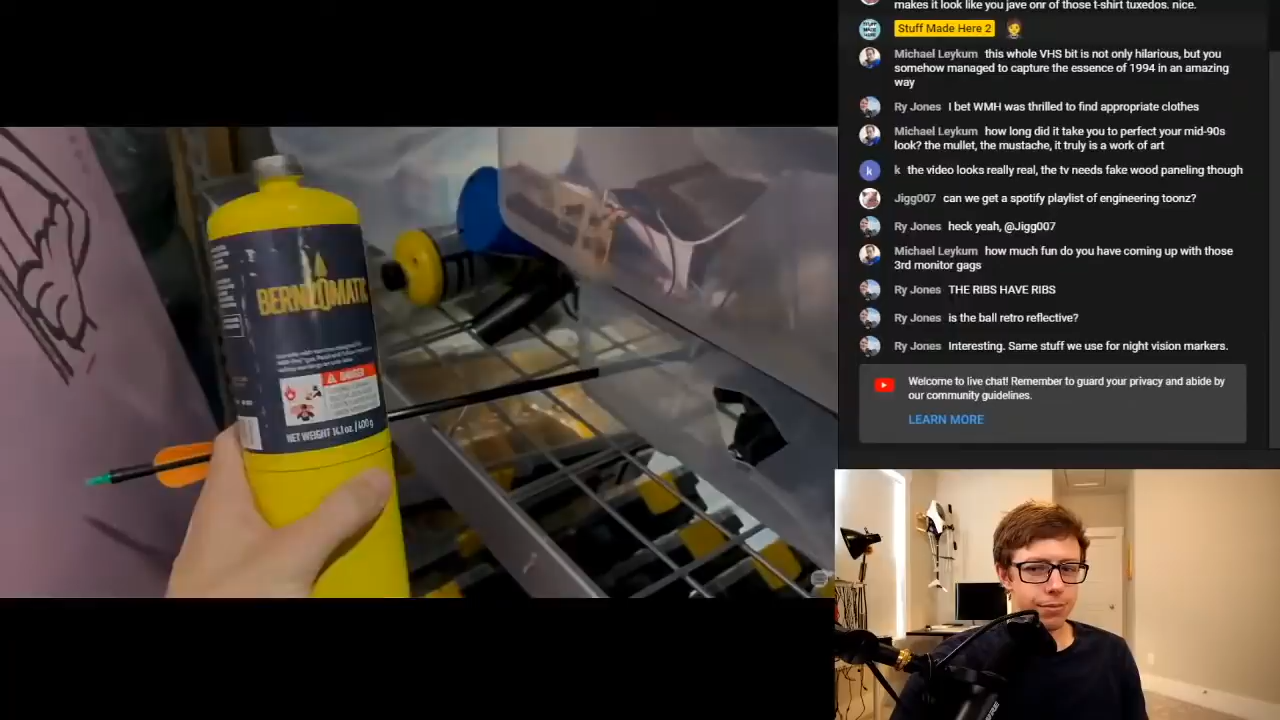 makes it look like you jave onr of those t-shirt tuxedos. nice.
Stuff Made Here 2
Michael Leykum this whole VHS bit is not only hilarious, but you
somehow managed to capture the essence of 1994 in an amazing
way
Ry Jones I bet WMH was thrilled to find appropriate clothes
Michael Leykum how long did it take you to perfect your mid-90s
look? the mullet, the mustache, it truly is a work of art
k k the video looks really real, the tv needs fake wood paneling though
Jigg007 can we get a spotify playlist of engineering toonz?
Ry Jones heck yeah, @Jigg007
Michael Leykum how much fun do you have coming up with those
3rd monitor gags
Ry Jones THE RIBS HAVE RIBS
Ry Jones is the ball retro reflective?
Ry Jones Interesting. Same stuff we use for night vision markers.
Welcome to live chat! Remember to guard your privacy and abide by
our community guidelines.
LEARN MORE
BERNZOMATIC
DANGER
NET WEIGHT 14.1 oz. / 400 g